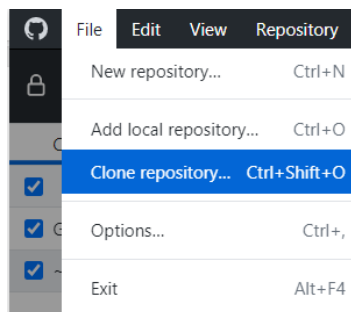 File Edit View Repository
New repository... Ctrl+N
Add local repository... Ctrl+O
Clone repository... Ctrl+Shift+O
Options... Ctrl+,
Exit Alt+F4